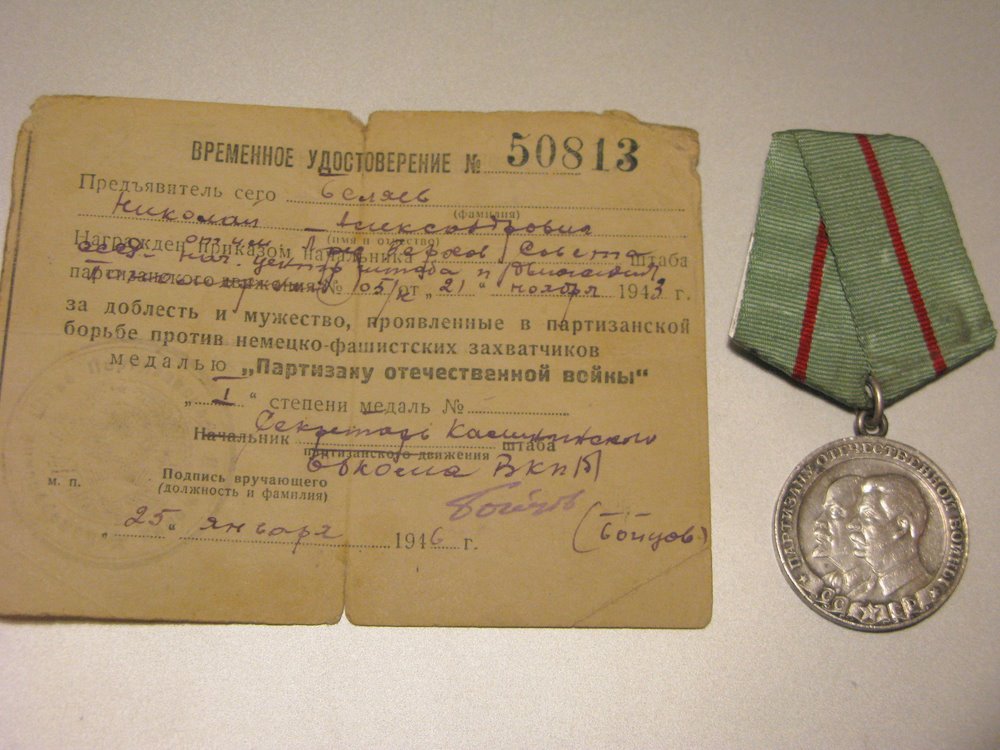 ВРЕМЕННОЕ УДОСТОВЕРЕНИЕ № 50813
Предъявитель сего Беляев
(фамилия)
Николай Александрович
(имя и отчество)
Награжден приказом начальника штаба
партизанского движения № 05/к от „21“ ноября 1943 г.
за доблесть и мужество, проявленные в партизанской
борьбе против немецко-фашистских захватчиков
медалью „Партизану отечественной войны“
„I“ степени медаль №
Начальник Секретарь Калининского штаба
партизанского движения
обкома ВКП(б)
м. п.
Подпись вручающего
(должность и фамилия)
Бойцов
(Бойцов)
„25“ января 1946 г.
ПАРТИЗАНУ ОТЕЧЕСТВЕННОЙ ВОЙНЫ
СССР